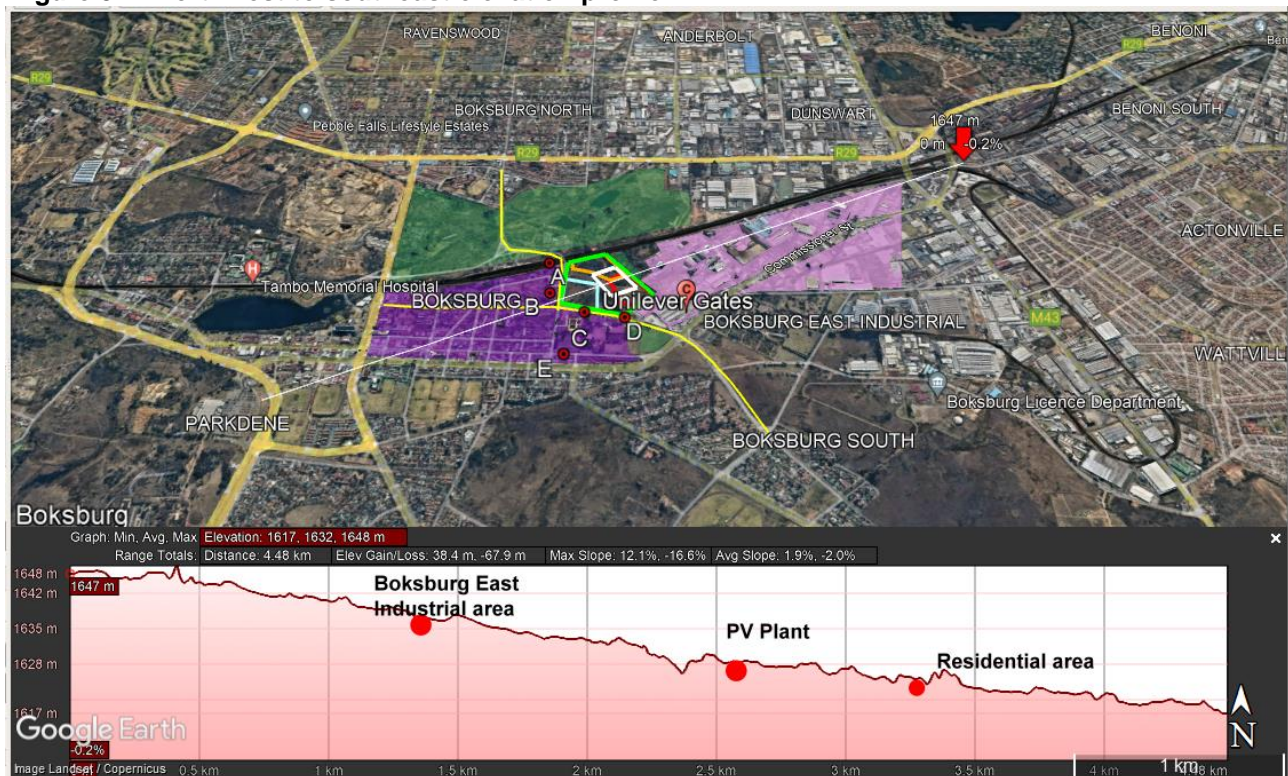 RAVENSWOOD
ANDERBOLT
BENONI
R29
R29
BOKSBURG NORTH
DUNSWART
BENONI SOUTH
Pebble Falls Lifestyle Estates
1647 m
0 m -0.2%
R29
R29
ACTONVILLE
Commissioner St
H
Tambo Memorial Hospital
A
BOKSBURG
Unilever Gates
C
B
BOKSBURG EAST INDUSTRIAL
M43
D
C
E
WATTVILLE
Boksburg Licence Department
PARKDENE
BOKSBURG SOUTH
Boksburg
Graph: Min, Avg, Max Elevation: 1617, 1632, 1648 m
Range Totals: Distance: 4.48 km Elev Gain/Loss: 38.4 m, -67.9 m Max Slope: 12.1%, -16.6% Avg Slope: 1.9%, -2.0%
1648 m
1647 m
1642 m
1635 m
1628 m
1617 m
Boksburg East
Industrial area
PV Plant
Residential area
Google Earth
N
-0.2%
Image Landsat / Copernicus
0.5 km 1 km 1.5 km 2 km 2.5 km 3 km 3.5 km 4 km
1 km